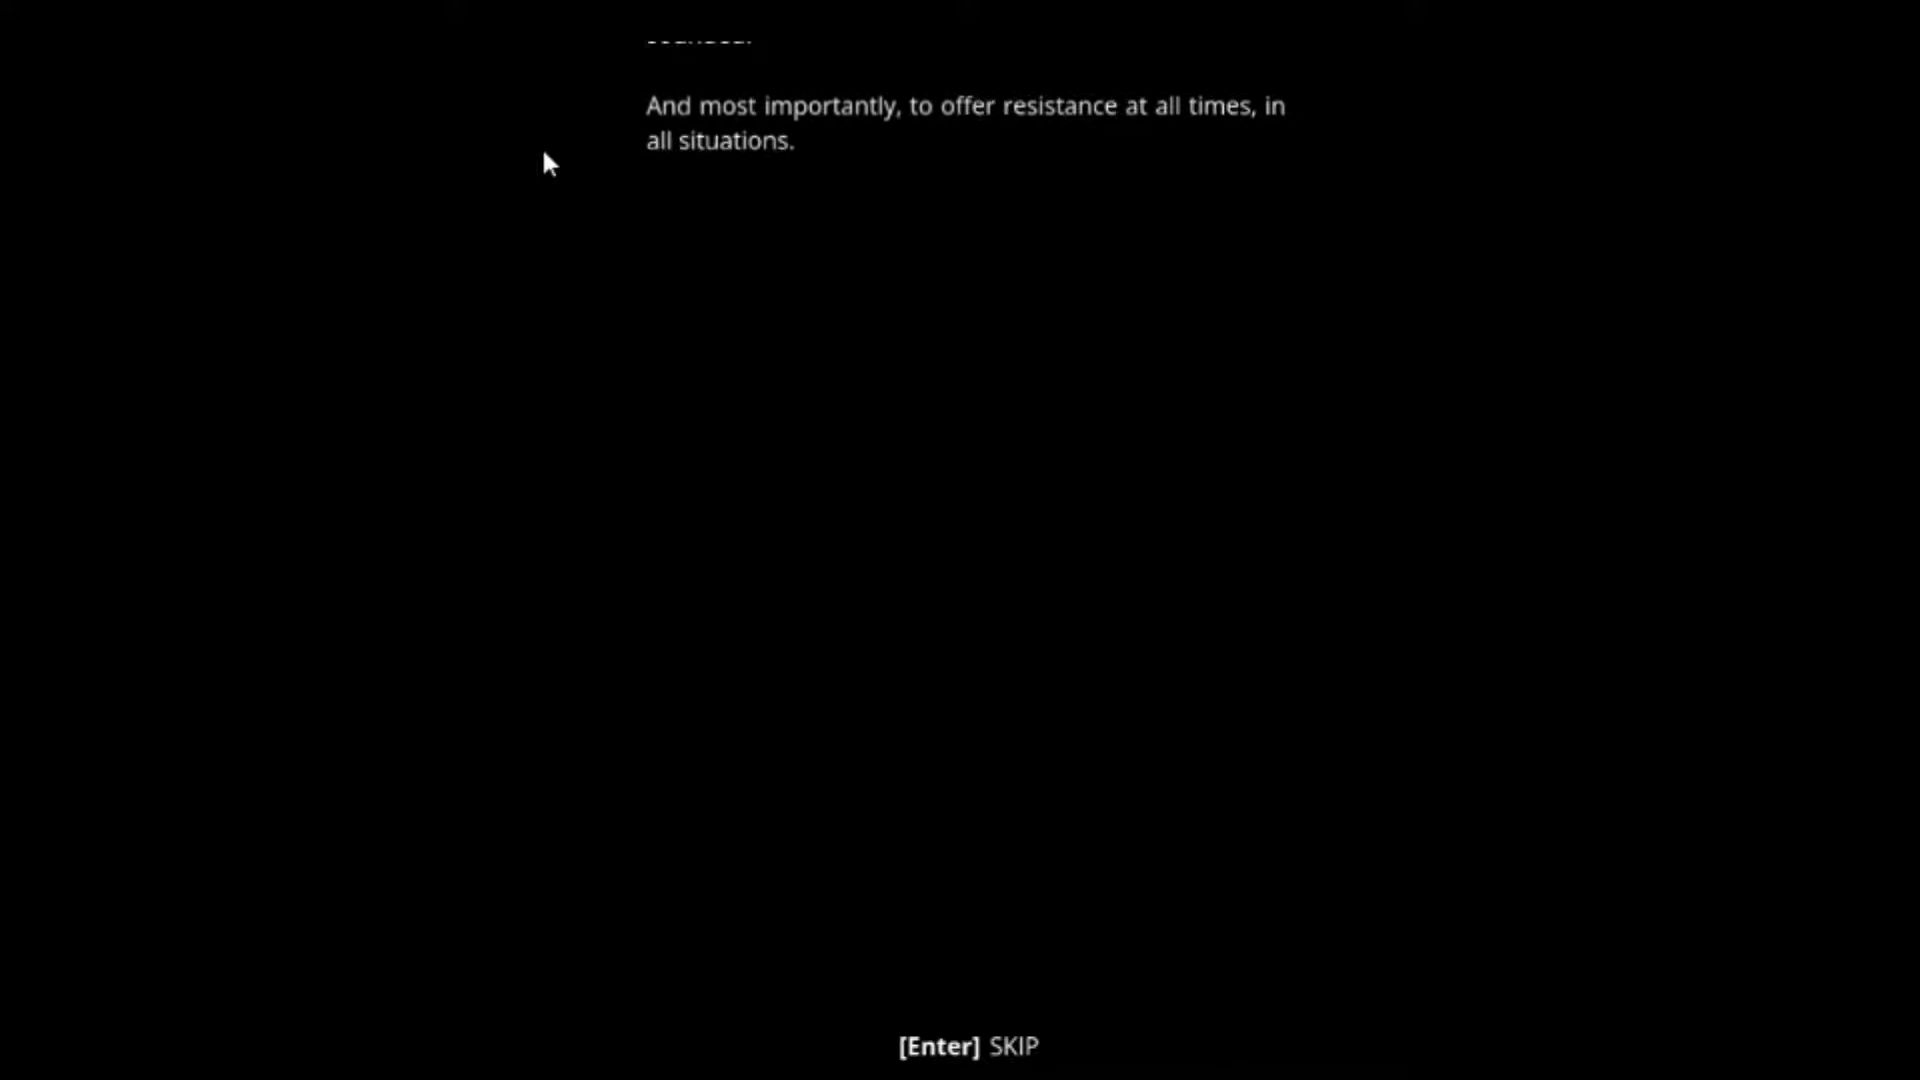 And most importantly, to offer resistance at all times, in
all situations.
[Enter] SKIP